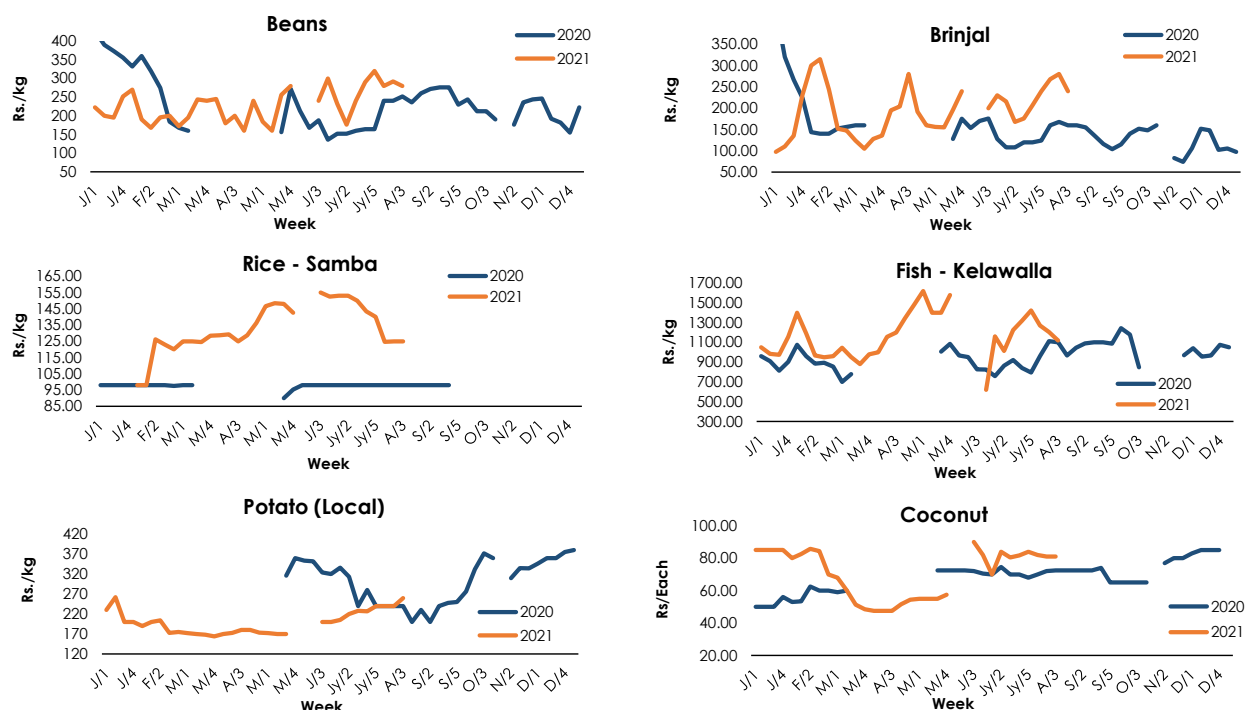 Beans
2020
2021
400
350
300
250
200
150
100
50
Rs./kg
J/1
J/4
F/2
M/1
M/4
A/3
M/1
M/4
J/3
Jy/2
Jy/5
A/3
S/2
S/5
O/3
N/2
D/1
D/4
Week
Brinjal
2020
2021
350.00
300.00
250.00
200.00
150.00
100.00
50.00
Rs./kg
J/1
J/4
F/2
M/1
M/4
A/3
M/1
M/4
J/3
Jy/2
Jy/5
A/3
S/2
S/5
O/3
N/2
D/1
D/4
Week
Rice - Samba
2020
2021
165.00
155.00
145.00
135.00
125.00
115.00
105.00
95.00
85.00
Rs./kg
J/1
J/4
F/2
M/1
M/4
A/3
M/1
M/4
J/3
Jy/2
Jy/5
A/3
S/2
S/5
O/3
N/2
D/1
D/4
Week
Fish - Kelawalla
1700.00
1500.00
1300.00
1100.00
900.00
700.00
500.00
300.00
Rs./kg
2020
2021
J/1
J/4
F/2
M/1
M/4
A/3
M/1
M/4
J/3
Jy/2
Jy/5
A/3
S/2
S/5
O/3
N/2
D/1
D/4
Week
Potato (Local)
420
370
320
270
220
170
120
Rs./kg
2020
2021
J/1
J/4
F/2
M/1
M/4
A/3
M/1
M/4
J/3
Jy/2
Jy/5
A/3
S/2
S/5
O/3
N/2
D/1
D/4
Week
Coconut
100.00
80.00
60.00
40.00
20.00
Rs/Each
2020
2021
J/1
J/4
F/2
M/1
M/4
A/3
M/1
M/4
J/3
Jy/2
Jy/5
A/3
S/2
S/5
O/3
N/2
D/1
D/4
Week